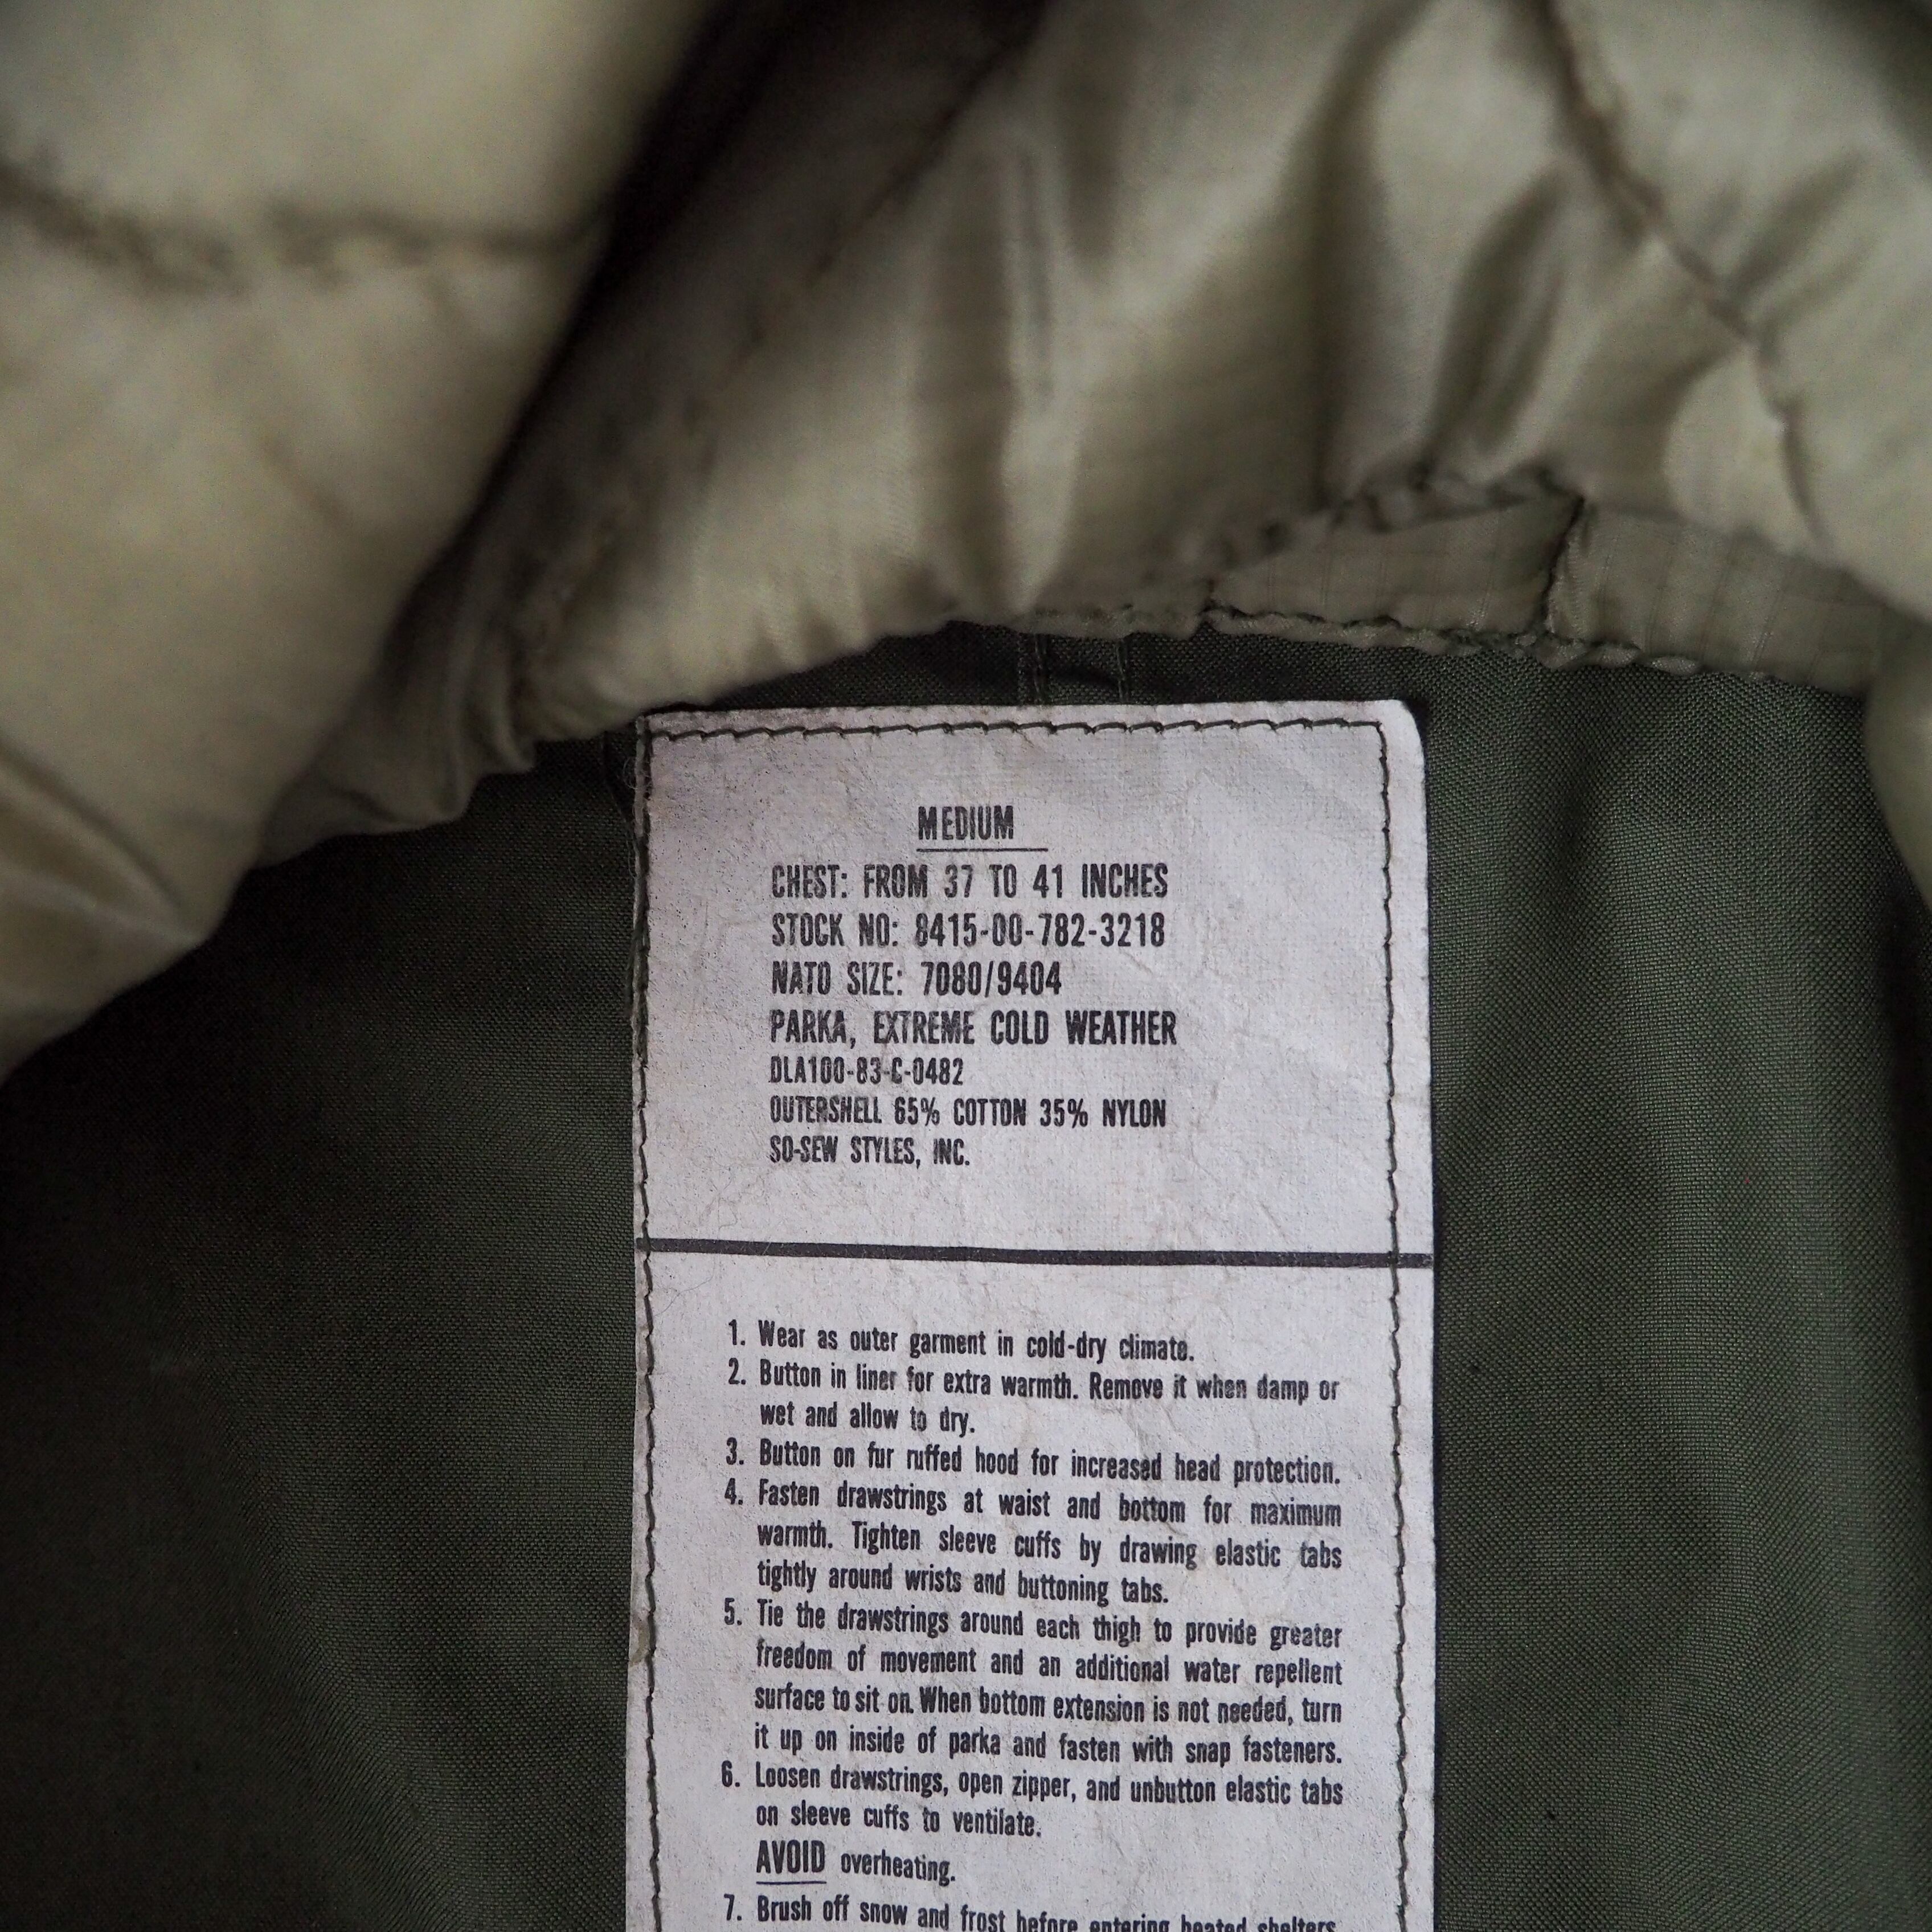 MEDIUM
CHEST: FROM 37 TO 41 INCHES
STOCK NO: 8415-00-782-3218
NATO SIZE: 7080/9404
PARKA, EXTREME COLD WEATHER
DLA100-83-C-0482
OUTERSHELL 65% COTTON 35% NYLON
SO-SEW STYLES, INC.
1. Wear as outer garment in cold-dry climate.
2. Button in liner for extra warmth. Remove it when damp or
wet and allow to dry.
3. Button on fur ruffed hood for increased head protection.
4. Fasten drawstrings at waist and bottom for maximum
warmth. Tighten sleeve cuffs by drawing elastic tabs
tightly around wrists and buttoning tabs.
5. Tie the drawstrings around each thigh to provide greater
freedom of movement and an additional water repellent
surface to sit on. When bottom extension is not needed, turn
it up on inside of parka and fasten with snap fasteners.
6. Loosen drawstrings, open zipper, and unbutton elastic tabs
on sleeve cuffs to ventilate.
AVOID overheating.
7. Brush off snow and frost before entering heated shelters.